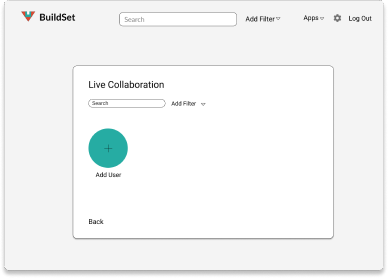 BuildSet
Search
Add Filter
Apps
Log Out
Live Collaboration
Search
Add Filter
Add User
Back